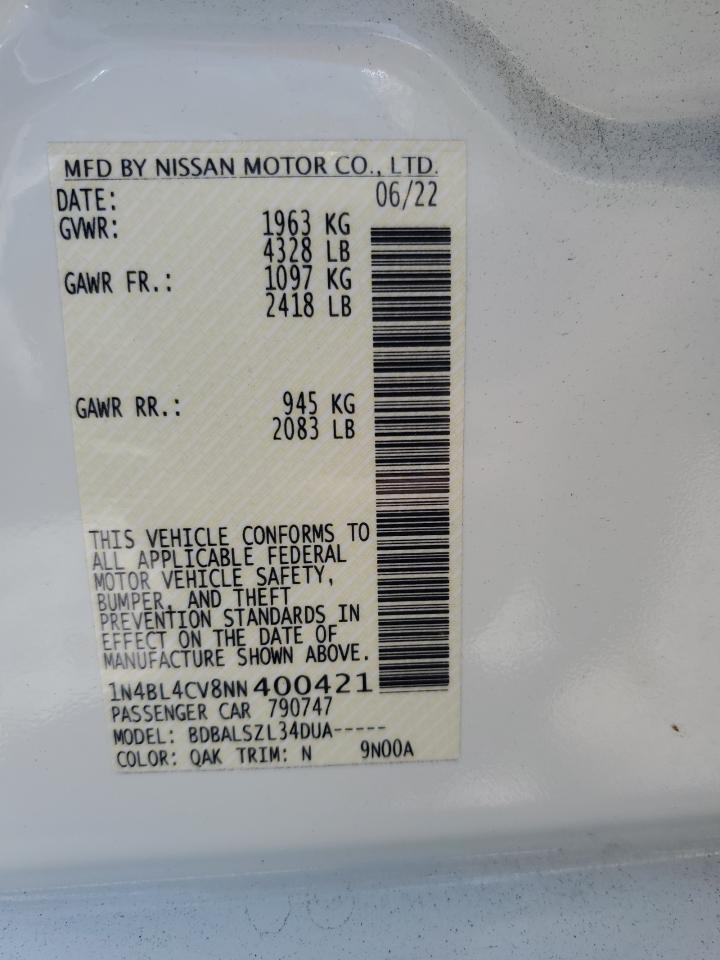 MFD BY NISSAN MOTOR CO., LTD.
DATE: 06/22
GVWR: 1963 KG
4328 LB
GAWR FR.: 1097 KG
2418 LB
GAWR RR.: 945 KG
2083 LB
THIS VEHICLE CONFORMS TO
ALL APPLICABLE FEDERAL
MOTOR VEHICLE SAFETY,
BUMPER, AND THEFT
PREVENTION STANDARDS IN
EFFECT ON THE DATE OF
MANUFACTURE SHOWN ABOVE.
1N4BL4CV8NN400421
PASSENGER CAR 790747
MODEL: BDBALSZL34DUA-----
COLOR: QAK TRIM: N 9N00A